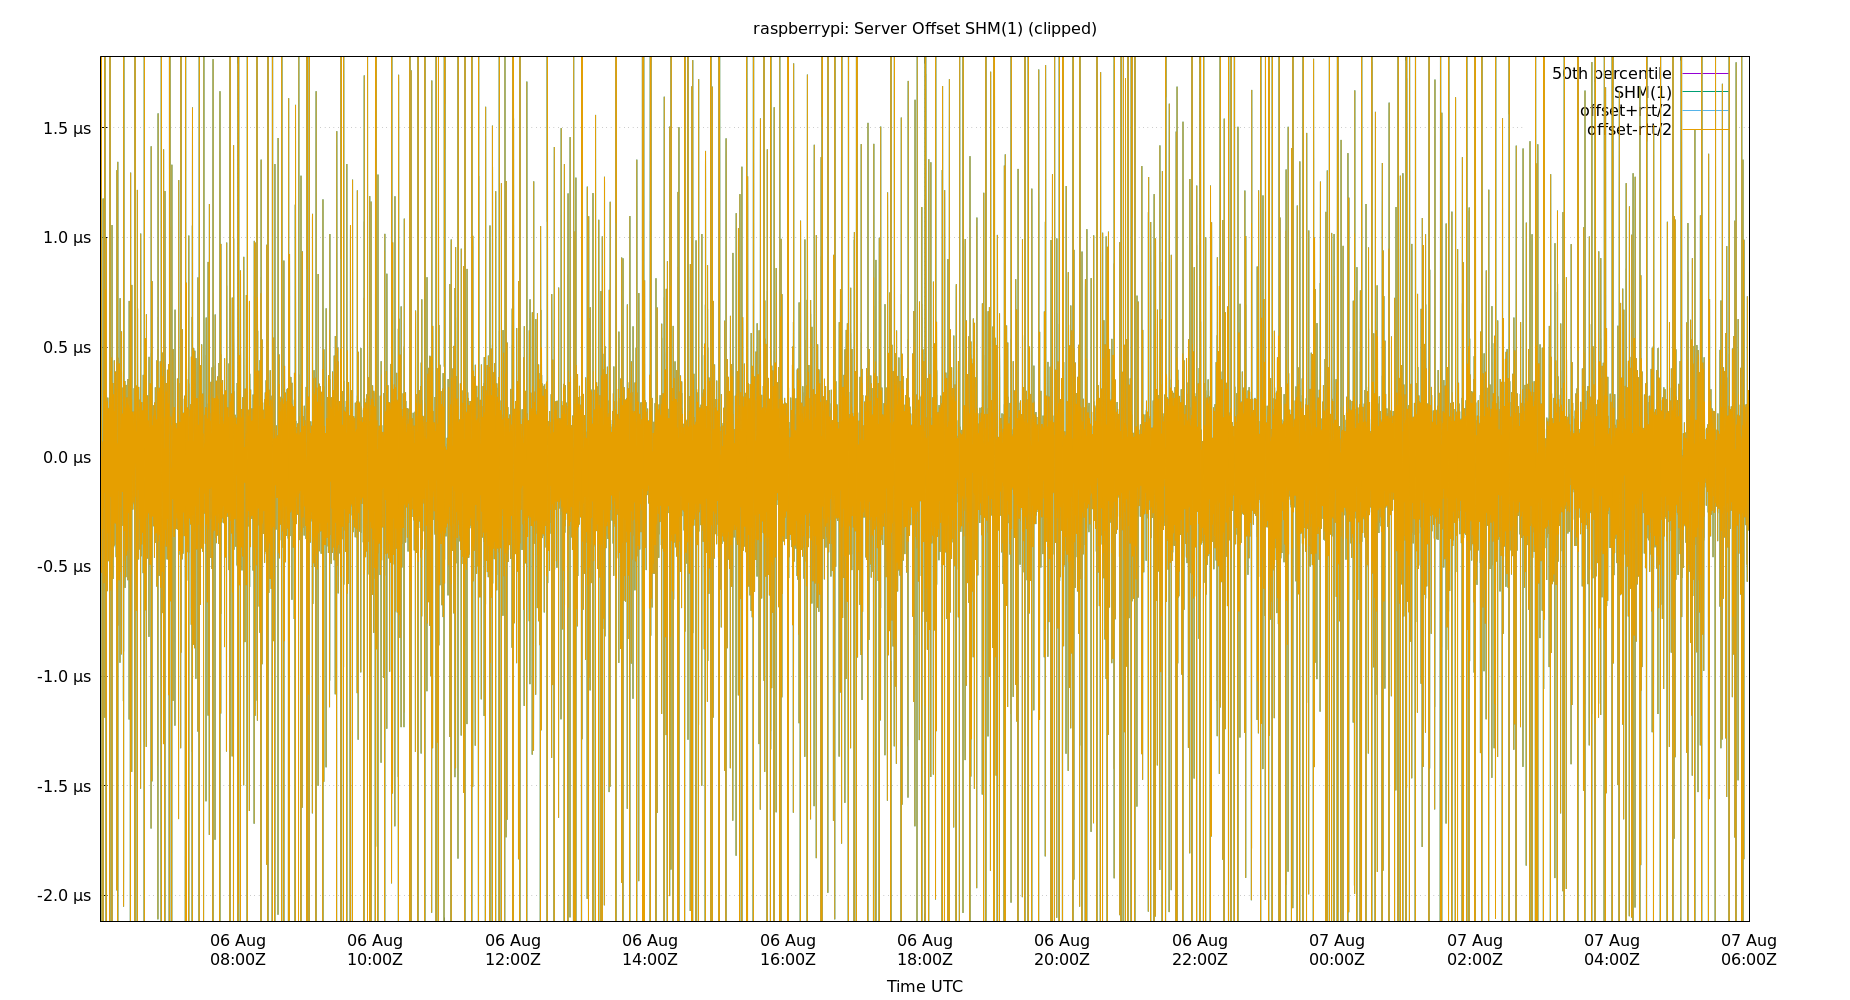 raspberrypi: Server Offset SHM(1) (clipped)
50th percentile
SHM(1)
offset+rtt/2
offset-rtt/2
1.5 µs
1.0 µs
0.5 µs
0.0 µs
-0.5 µs
-1.0 µs
-1.5 µs
-2.0 µs
06 Aug 06 Aug 06 Aug 06 Aug 06 Aug 06 Aug 06 Aug 06 Aug 07 Aug 07 Aug 07 Aug 07 Aug
08:00Z 10:00Z 12:00Z 14:00Z 16:00Z 18:00Z 20:00Z 22:00Z 00:00Z 02:00Z 04:00Z 06:00Z
Time UTC